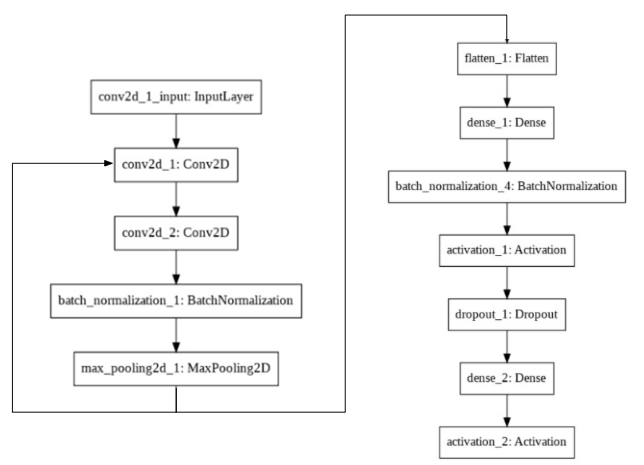 conv2d_1_input: InputLayer
conv2d_1: Conv2D
conv2d_2: Conv2D
batch_normalization_1: BatchNormalization
max_pooling2d_1: MaxPooling2D
flatten_1: Flatten
dense_1: Dense
batch_normalization_4: BatchNormalization
activation_1: Activation
dropout_1: Dropout
dense_2: Dense
activation_2: Activation